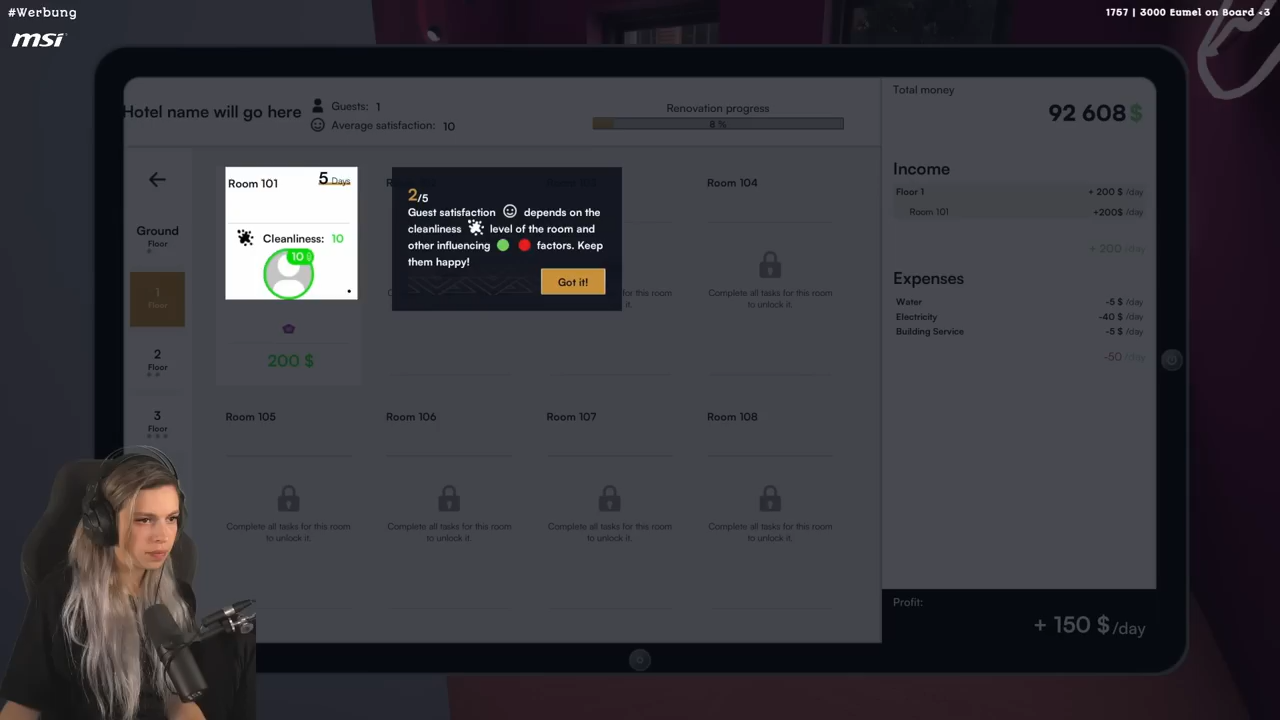 #Werbung
msi
1757 | 3000 Eumel on Board <3
Hotel name will go here
Guests: 1
Average satisfaction: 10
Renovation progress
8 %
Total money
92 608 $
Income
Floor 1 + 200 $ /day
Room 101 +200$ /day
+ 200 /day
Expenses
Water -5 $ /day
Electricity -40 $ /day
Building Service -5 $ /day
-50 /day
Profit:
+ 150 $/day
Ground
Floor
1
Floor
2
Floor
3
Floor
Room 101
5 Days
Cleanliness: 10
10
200 $
2/5
Guest satisfaction depends on the
cleanliness level of the room and
other influencing factors. Keep
them happy!
Got it!
Room 104
Complete all tasks for this room
to unlock it.
Room 105
Complete all tasks for this room
to unlock it.
Room 106
Complete all tasks for this room
to unlock it.
Room 107
Complete all tasks for this room
to unlock it.
Room 108
Complete all tasks for this room
to unlock it.